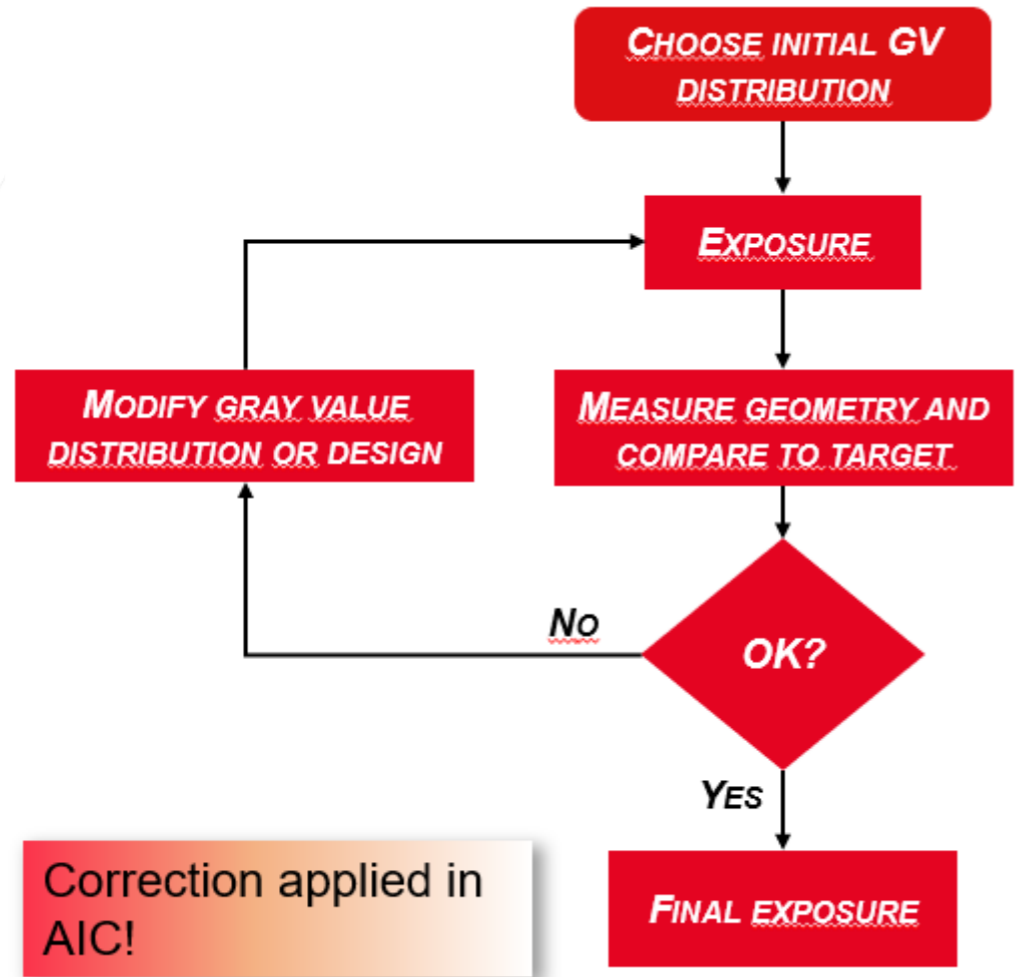 CHOOSE INITIAL GV
DISTRIBUTION
EXPOSURE
MODIFY GRAY VALUE
DISTRIBUTION OR DESIGN
MEASURE GEOMETRY AND
COMPARE TO TARGET
NO
OK?
YES
Correction applied in
AIC!
FINAL EXPOSURE